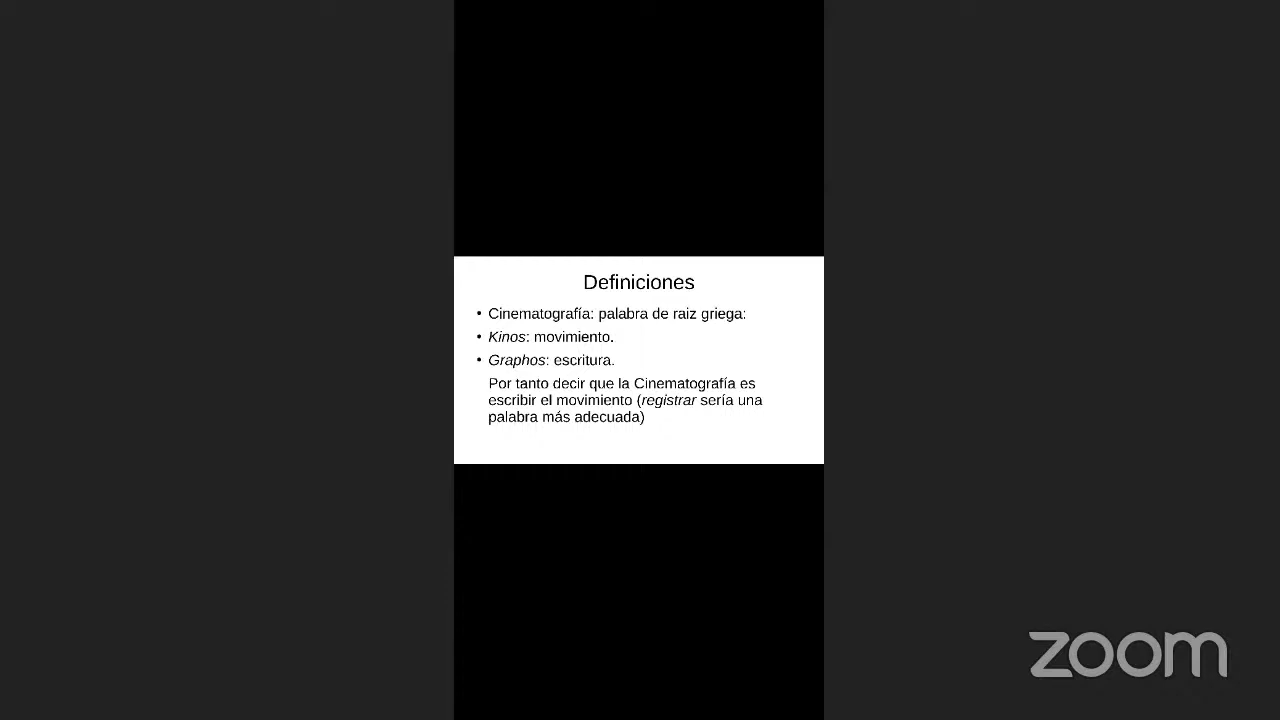 Definiciones
• Cinematografía: palabra de raiz griega:
• Kinos: movimiento.
• Graphos: escritura.
Por tanto decir que la Cinematografía es
escribir el movimiento (registrar sería una
palabra más adecuada)
zoom